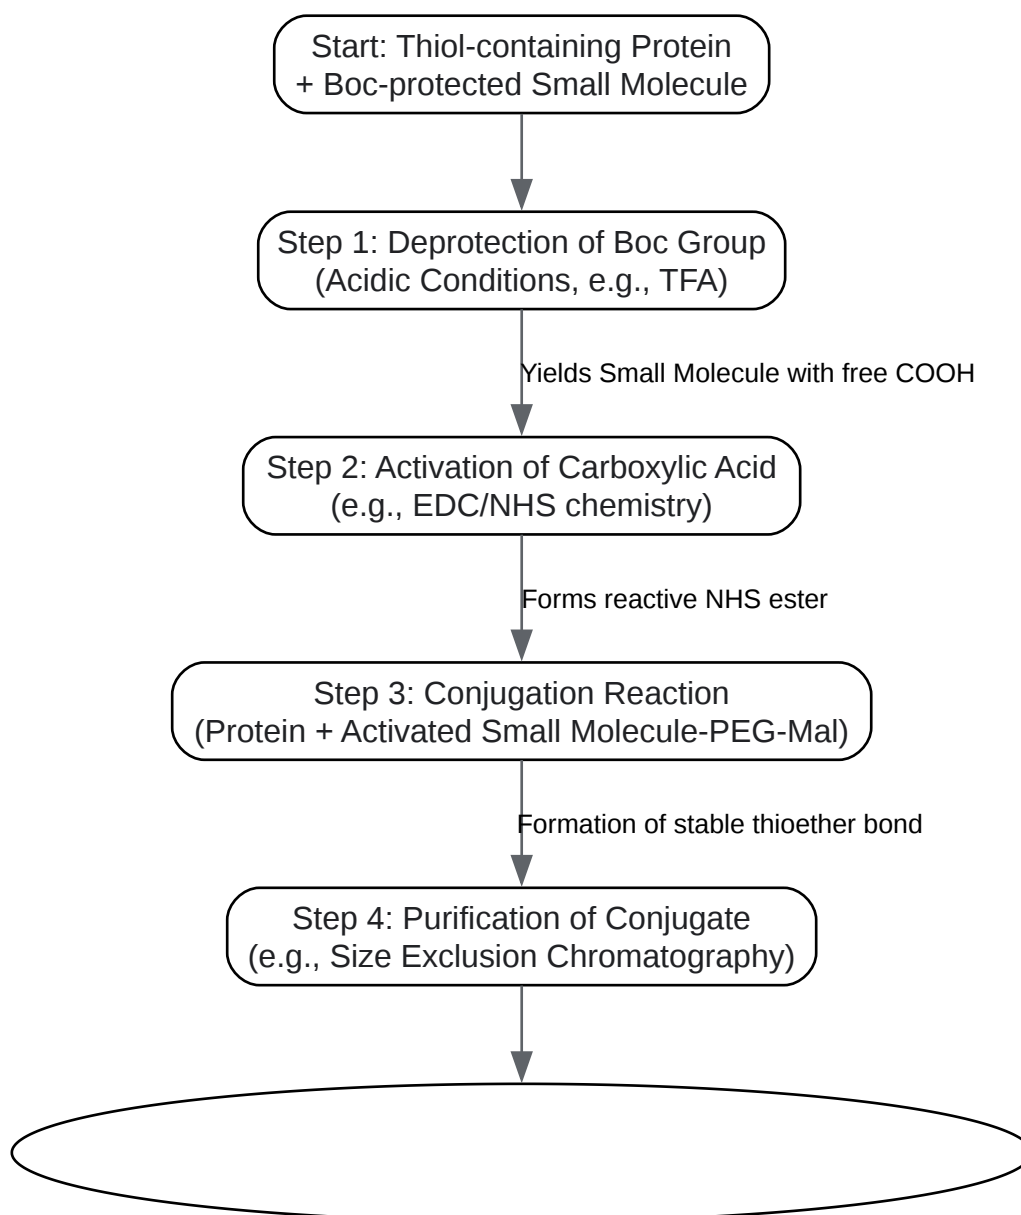 Start: Thiol-containing Protein
+ Boc-protected Small Molecule
Step 1: Deprotection of Boc Group
(Acidic Conditions, e.g., TFA)
Yields Small Molecule with free COOH
Step 2: Activation of Carboxylic Acid
(e.g., EDC/NHS chemistry)
Forms reactive NHS ester
Step 3: Conjugation Reaction
(Protein + Activated Small Molecule-PEG-Mal)
Formation of stable thioether bond
Step 4: Purification of Conjugate
(e.g., Size Exclusion Chromatography)